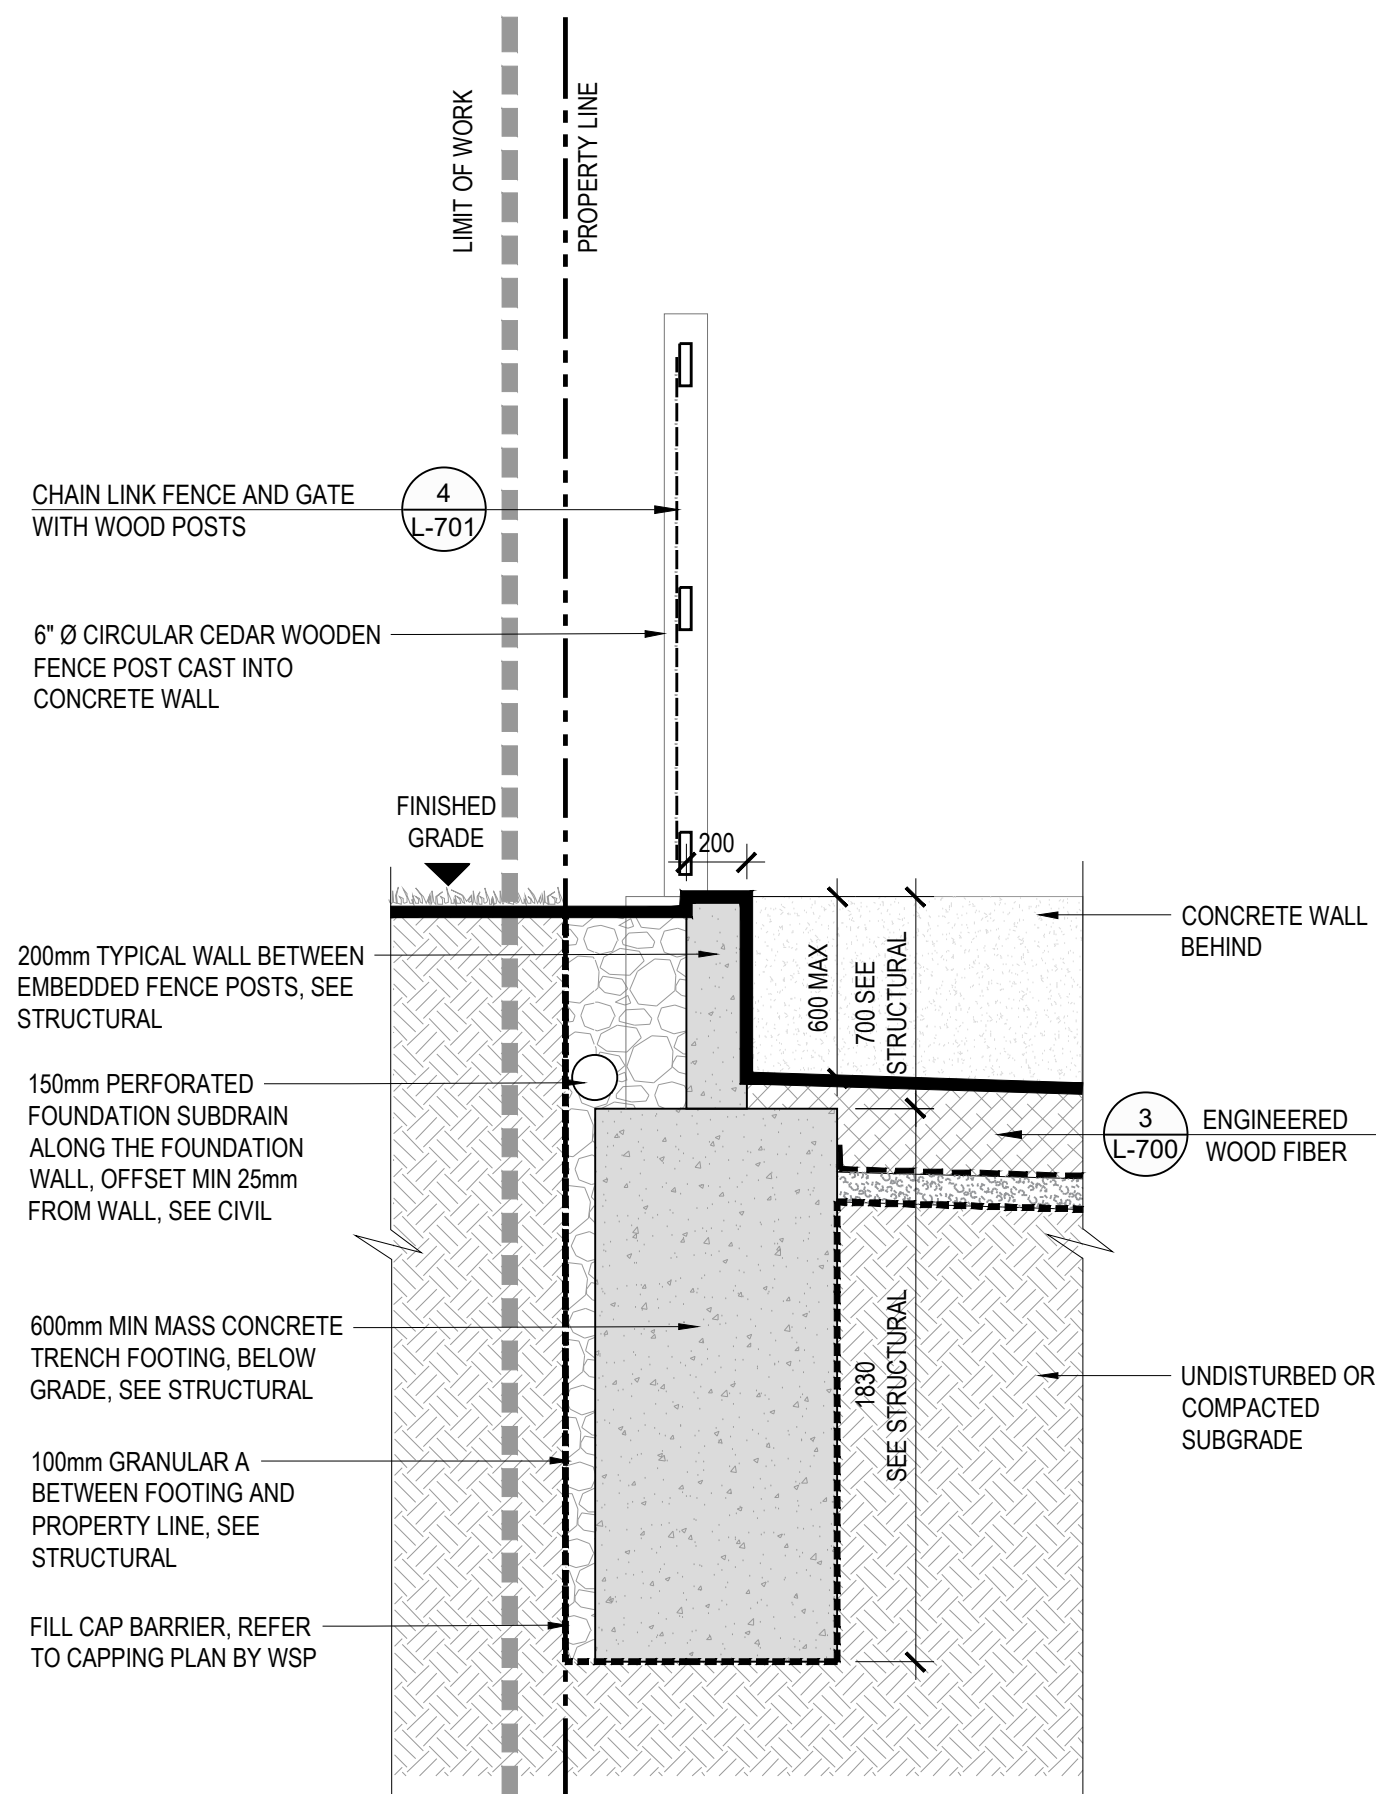 LIMIT OF WORK
PROPERTY LINE
CHAIN LINK FENCE AND GATE
WITH WOOD POSTS
4
L-701
6" Ø CIRCULAR CEDAR WOODEN
FENCE POST CAST INTO
CONCRETE WALL
FINISHED
GRADE
200
200mm TYPICAL WALL BETWEEN
EMBEDDED FENCE POSTS, SEE
STRUCTURAL
600 MAX
700 SEE
STRUCTURAL
CONCRETE WALL
BEHIND
150mm PERFORATED
FOUNDATION SUBDRAIN
ALONG THE FOUNDATION
WALL, OFFSET MIN 25mm
FROM WALL, SEE CIVIL
3
L-700
ENGINEERED
WOOD FIBER
600mm MIN MASS CONCRETE
TRENCH FOOTING, BELOW
GRADE, SEE STRUCTURAL
1830
SEE STRUCTURAL
UNDISTURBED OR
COMPACTED
SUBGRADE
100mm GRANULAR A
BETWEEN FOOTING AND
PROPERTY LINE, SEE
STRUCTURAL
FILL CAP BARRIER, REFER
TO CAPPING PLAN BY WSP